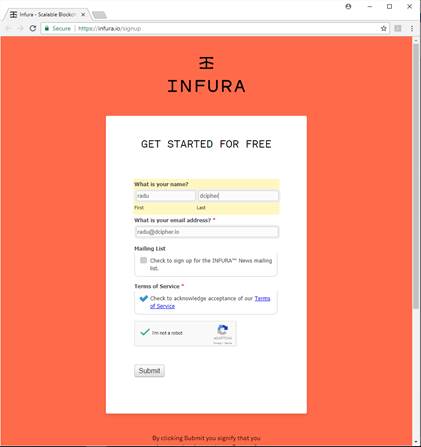 Infura - Scalable Blockch
Secure https://infura.io/signup
INFURA
GET STARTED FOR FREE
What is your name?
radu dcipher
First Last
What is your email address? *
radu@dcipher.io
Mailing List
Check to sign up for the INFURA™ News mailing
list.
Terms of Service *
Check to acknowledge acceptance of our Terms
of Service
I'm not a robot
reCAPTCHA
Privacy - Terms
Submit
By clicking Submit you signify that you